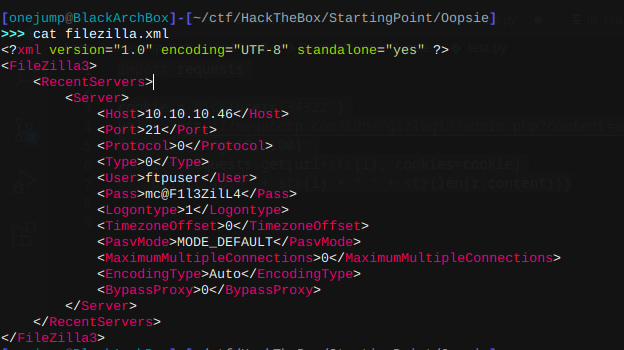 [onejump@BlackArchBox]-[~/ctf/HackTheBox/StartingPoint/Oopsie]
>>> cat filezilla.xml
<?xml version="1.0" encoding="UTF-8" standalone="yes" ?>
<FileZilla3>
    <RecentServers>
        <Server>
            <Host>10.10.10.46</Host>
            <Port>21</Port>
            <Protocol>0</Protocol>
            <Type>0</Type>
            <User>ftpuser</User>
            <Pass>mc@F1l3ZilL4</Pass>
            <Logontype>1</Logontype>
            <TimezoneOffset>0</TimezoneOffset>
            <PasvMode>MODE_DEFAULT</PasvMode>
            <MaximumMultipleConnections>0</MaximumMultipleConnections>
            <EncodingType>Auto</EncodingType>
            <BypassProxy>0</BypassProxy>
        </Server>
    </RecentServers>
</FileZilla3>